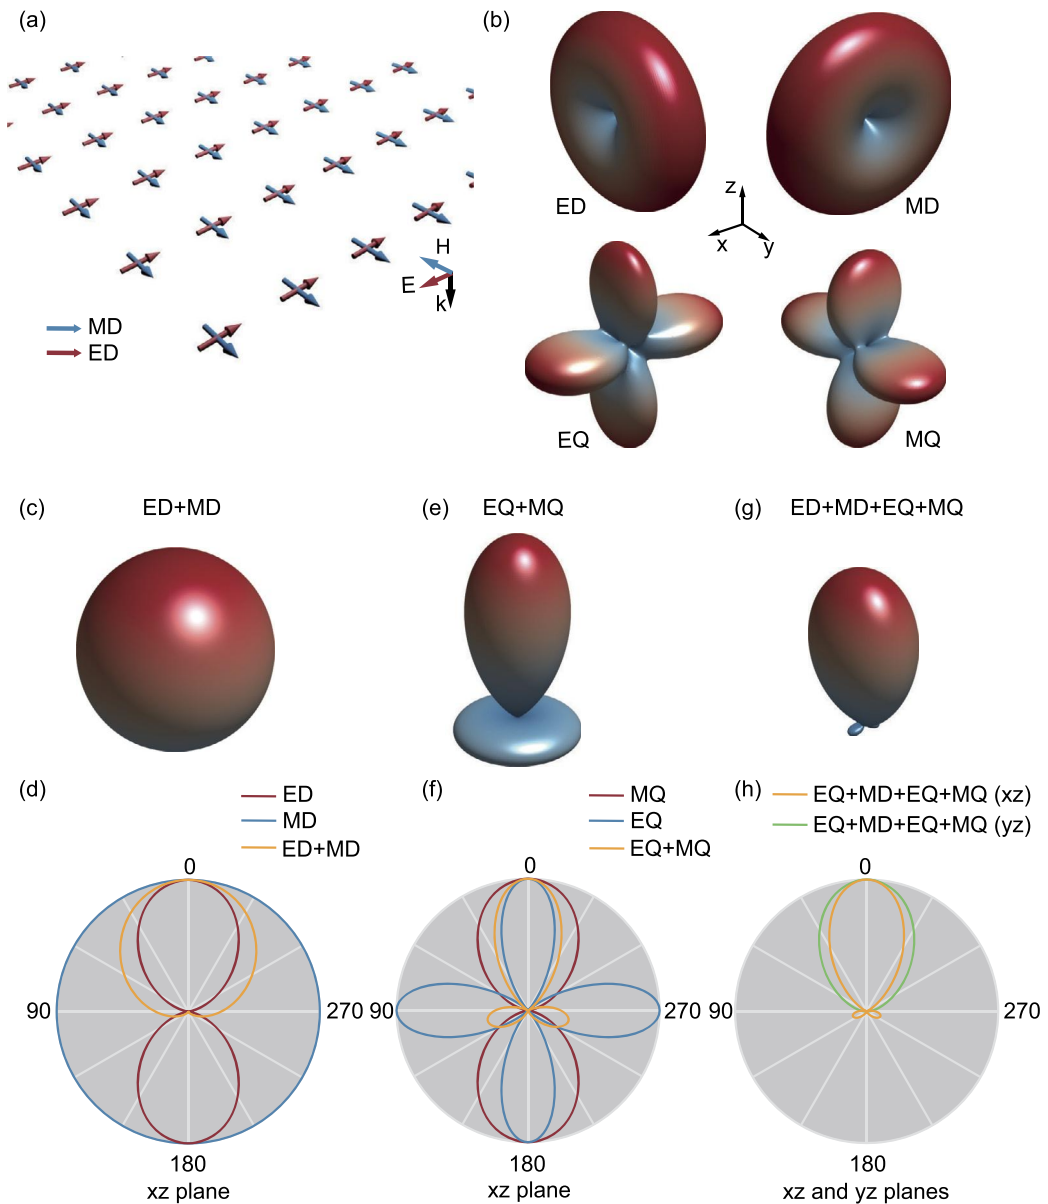 (a)
H
E
k
MD
ED
(b)
ED
MD
z
x
y
EQ
MQ
(c)
ED+MD
(e)
EQ+MQ
(g)
ED+MD+EQ+MQ
(d)
ED
MD
ED+MD
0
90
270
180
xz plane
(f)
MQ
EQ
EQ+MQ
0
90
270
180
xz plane
(h)
EQ+MD+EQ+MQ (xz)
EQ+MD+EQ+MQ (yz)
0
90
270
180
xz and yz planes